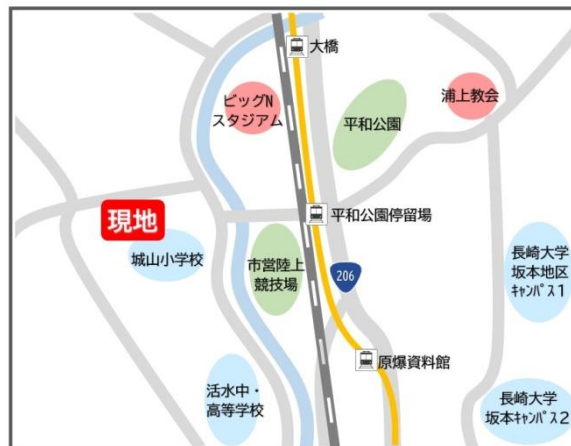 大橋
ビッグN
スタジアム
浦上教会
平和公園
現地
平和公園停留場
城山小学校
市営陸上
競技場
206
長崎大学
坂本地区
ｷｬﾝﾊﾟｽ1
原爆資料館
活水中・
高等学校
長崎大学
坂本ｷｬﾝﾊﾟｽ2